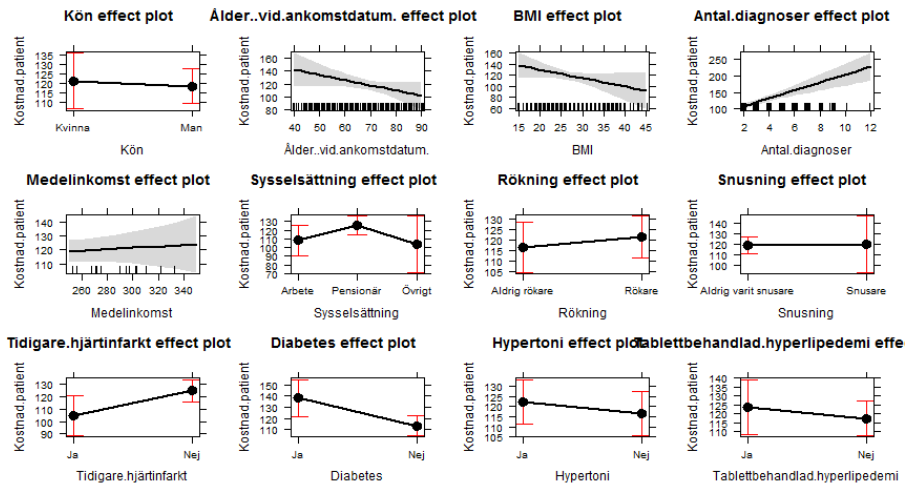 Kön effect plot
Kostnad.patient
135
130
125
120
115
110
Kvinna Man
Kön
Ålder..vid.ankomstdatum. effect plot
Kostnad.patient
160
140
120
100
80
40 50 60 70 80 90
Ålder..vid.ankomstdatum.
BMI effect plot
Kostnad.patient
160
140
120
100
80
60
15 20 25 30 35 40 45
BMI
Antal.diagnoser effect plot
Kostnad.patient
250
200
150
100
2 4 6 8 10 12
Antal.diagnoser
Medelinkomst effect plot
Kostnad.patient
140
130
120
110
260 280 300 320 340
Medelinkomst
Sysselsättning effect plot
Kostnad.patient
130
120
110
100
90
80
70
Arbete Pensionär Övrigt
Sysselsättning
Rökning effect plot
Kostnad.patient
130
125
120
115
110
105
Aldrig rökare Rökare
Rökning
Snusning effect plot
Kostnad.patient
140
130
120
110
100
Aldrig varit snusare Snusare
Snusning
Tidigare.hjärtinfarkt effect plot
Kostnad.patient
130
120
110
100
90
Ja Nej
Tidigare.hjärtinfarkt
Diabetes effect plot
Kostnad.patient
150
140
130
120
110
Ja Nej
Diabetes
Hypertoni effect plot
Kostnad.patient
130
125
120
115
110
105
Ja Nej
Hypertoni
Tablettbehandlad.hyperlipedemi effe
Kostnad.patient
135
130
125
120
115
110
Ja Nej
Tablettbehandlad.hyperlipedemi